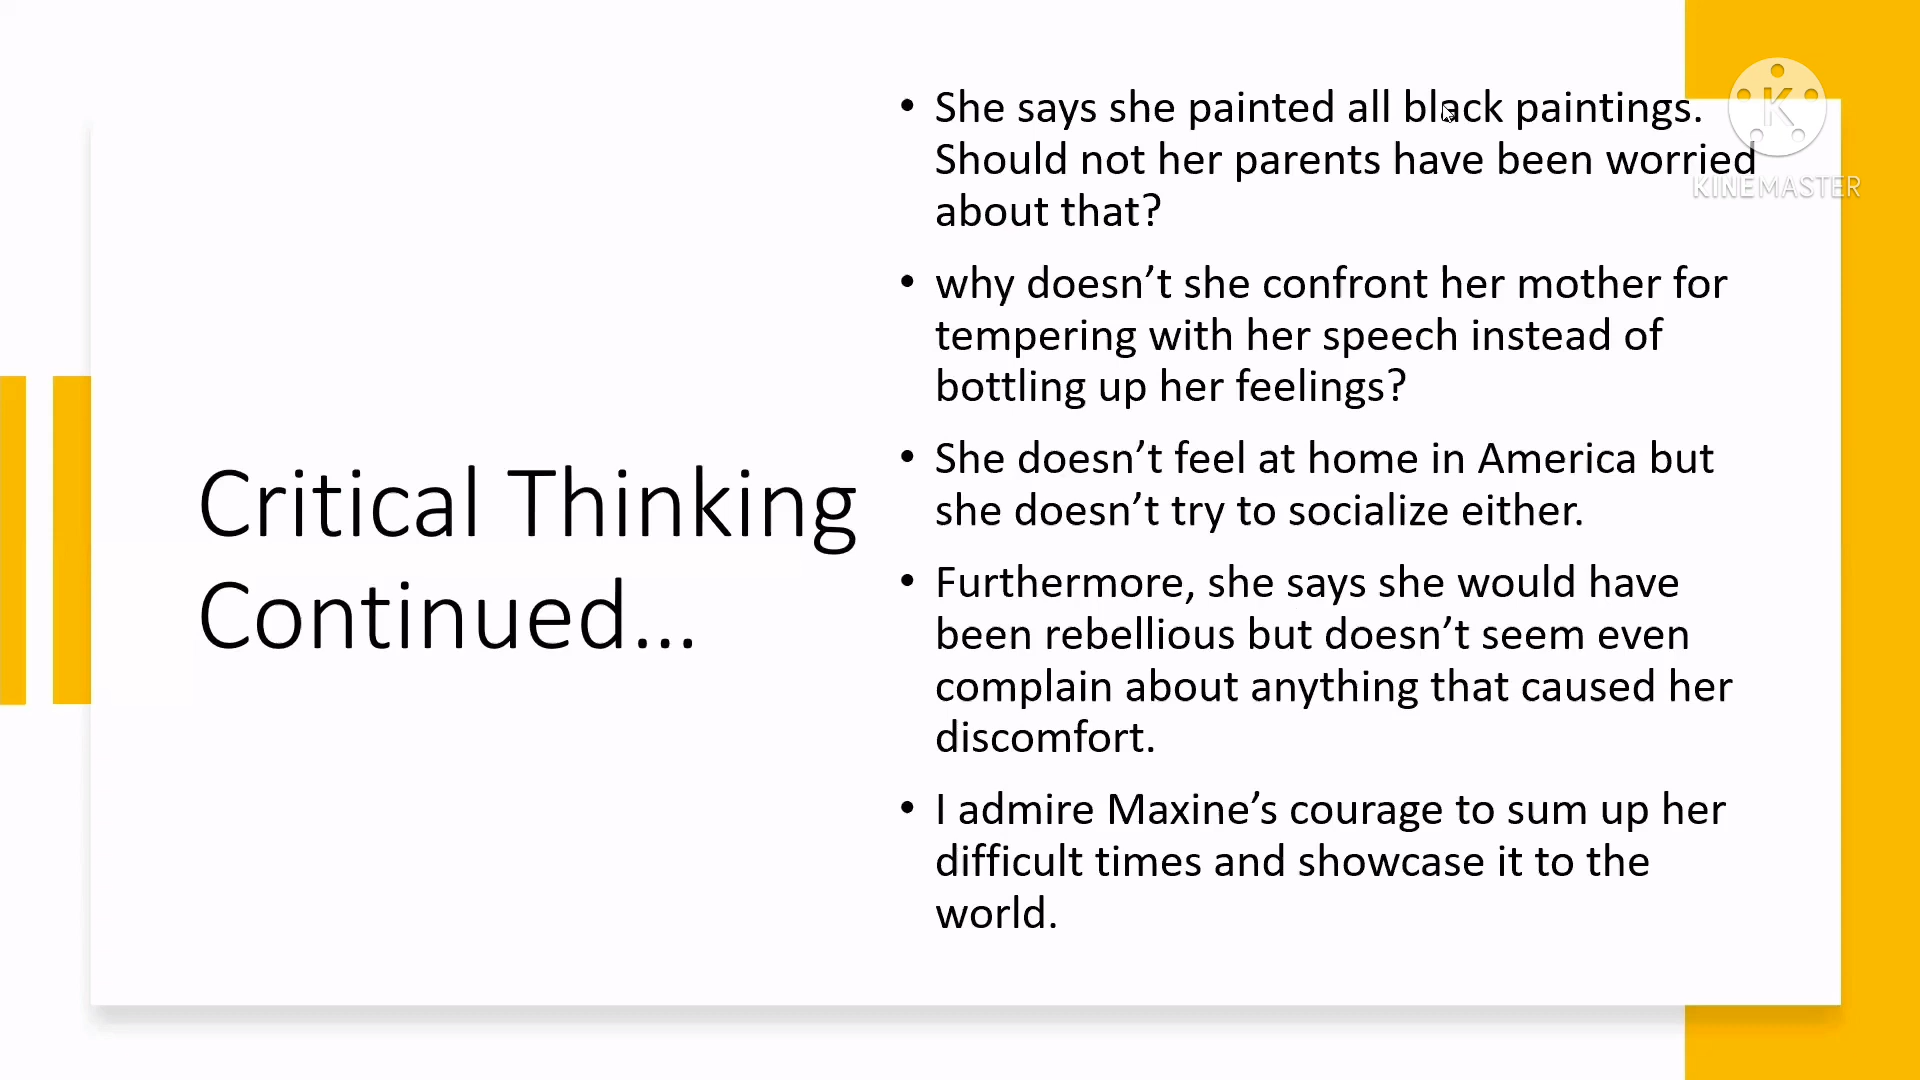 Critical Thinking
Continued...
• She says she painted all black paintings.
Should not her parents have been worried
about that?
• why doesn’t she confront her mother for
tempering with her speech instead of
bottling up her feelings?
• She doesn’t feel at home in America but
she doesn’t try to socialize either.
• Furthermore, she says she would have
been rebellious but doesn’t seem even
complain about anything that caused her
discomfort.
• I admire Maxine’s courage to sum up her
difficult times and showcase it to the
world.
K
KINEMASTER